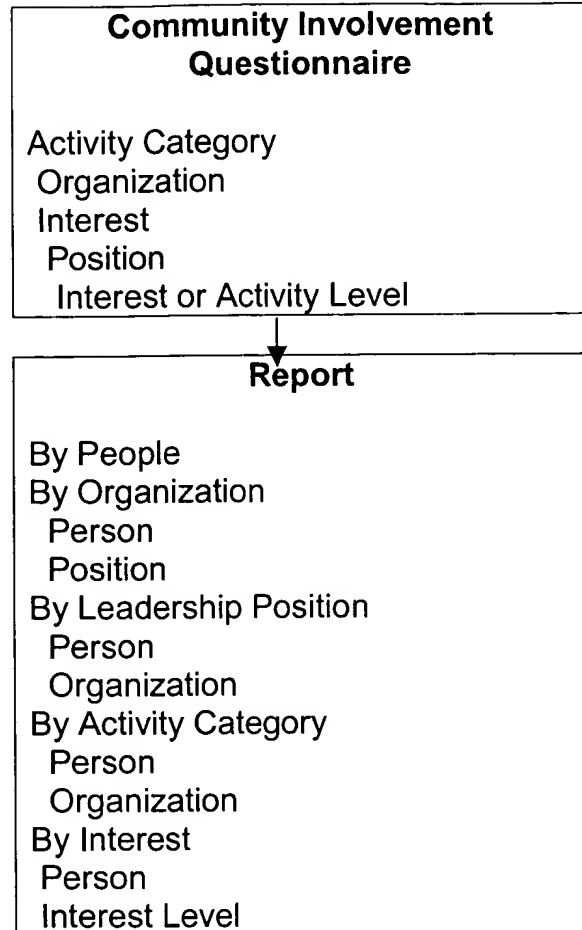 Community Involvement
Questionnaire
Activity Category
Organization
Interest
Position
Interest or Activity Level
Report
By People
By Organization
Person
Position
By Leadership Position
Person
Organization
By Activity Category
Person
Organization
By Interest
Person
Interest Level